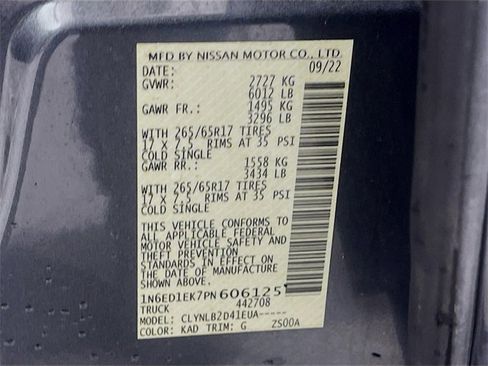 MFD BY NISSAN MOTOR CO., LTD.
DATE: 09/22
GVWR: 2727 KG
6012 LB
GAWR FR.: 1495 KG
3296 LB
WITH 265/65R17 TIRES
17 x 7.5 RIMS AT 35 PSI
COLD SINGLE
GAWR RR.: 1558 KG
3434 LB
WITH 265/65R17 TIRES
17 x 7.5 RIMS AT 35 PSI
COLD SINGLE
THIS VEHICLE CONFORMS TO
ALL APPLICABLE FEDERAL
MOTOR VEHICLE SAFETY AND
THEFT PREVENTION
STANDARDS IN EFFECT ON
THE DATE OF MANUFACTURE
SHOWN ABOVE.
1N6ED1EK7PN606125
TRUCK 442708
MODEL: CLYNLB2D41EUA-----
COLOR: KAD TRIM: G ZS00A